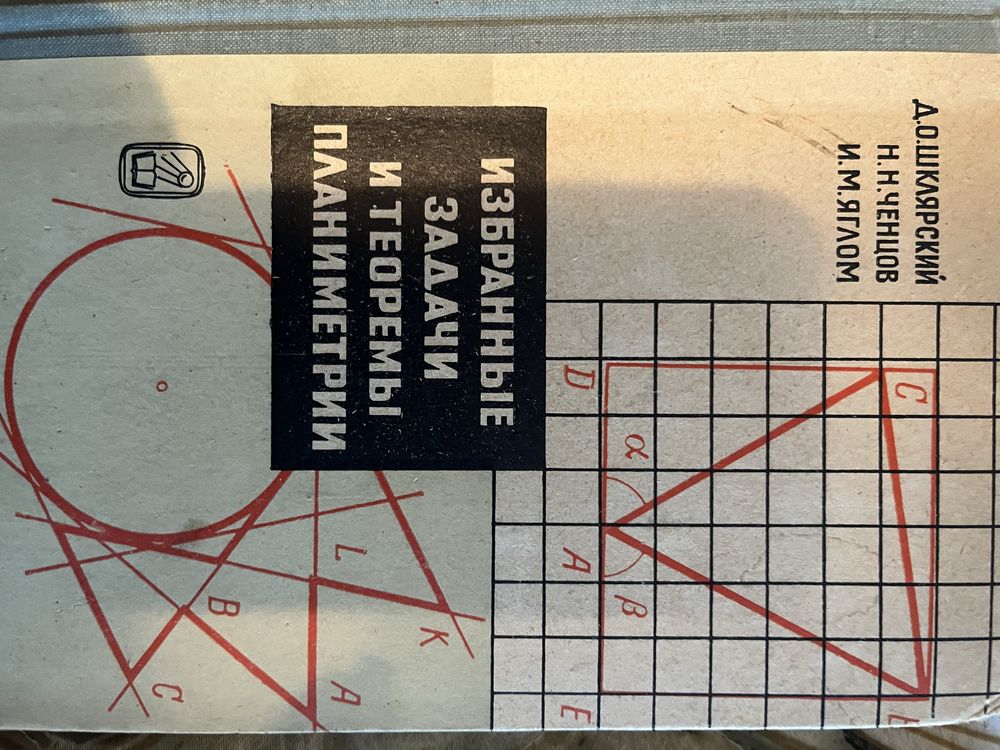 Д.О.ШКЛЯРСКИЙ
Н.Н.ЧЕНЦОВ
И.М.ЯГЛОМ
ИЗБРАННЫЕ
ЗАДАЧИ
И ТЕОРЕМЫ
ПЛАНИМЕТРИИ
C
D
α
A
β
E
L
K
B
A
C